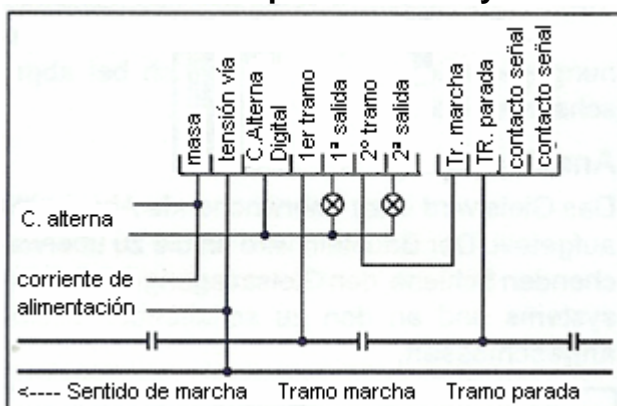 masa
tensión vía
C.Alterna
Digital
1er tramo
1ª salida
2º tramo
2ª salida
Tr. marcha
TR. parada
contacto señal
contacto señal
C. alterna
corriente de
alimentación
<---- Sentido de marcha
Tramo marcha
Tramo parada